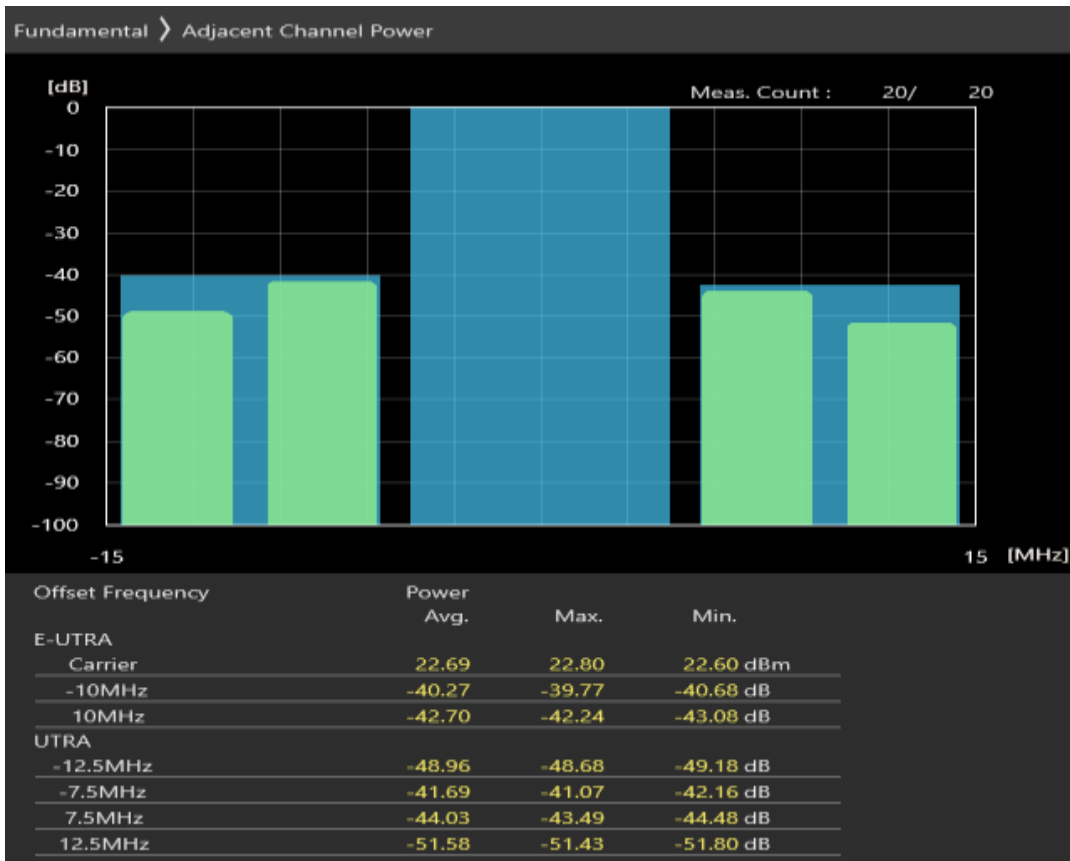 Fundamental ❯ Adjacent Channel Power
[dB]
Meas. Count : 20/ 20
0
-10
-20
-30
-40
-50
-60
-70
-80
-90
-100
-15 15 [MHz]
Offset Frequency Power
Avg. Max. Min.
E-UTRA
Carrier 22.69 22.80 22.60 dBm
-10MHz -40.27 -39.77 -40.68 dB
10MHz -42.70 -42.24 -43.08 dB
UTRA
-12.5MHz -48.96 -48.68 -49.18 dB
-7.5MHz -41.69 -41.07 -42.16 dB
7.5MHz -44.03 -43.49 -44.48 dB
12.5MHz -51.58 -51.43 -51.80 dB